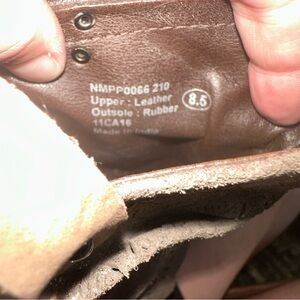 NMPP0066 210
Upper : Leather
Outsole : Rubber
8.5
11CA16
Made In India